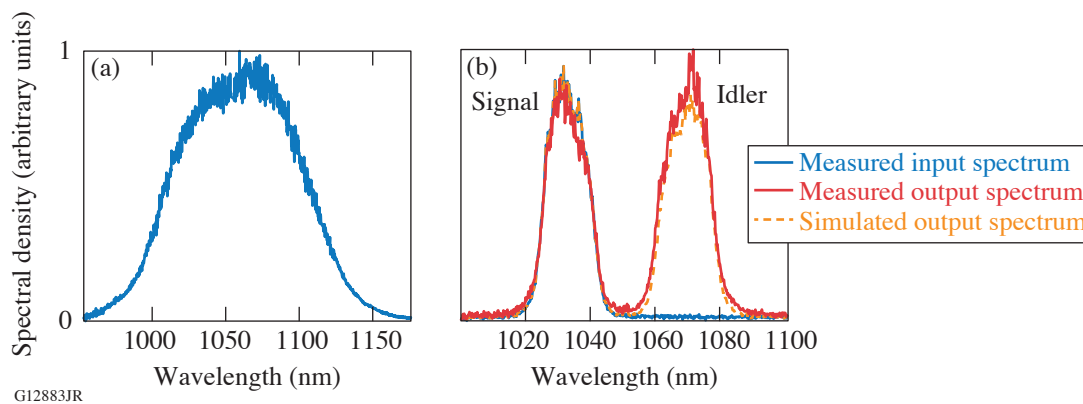 Spectral density (arbitrary units)
1
0
(a)
1000 1050 1100 1150
Wavelength (nm)
(b)
Signal
Idler
1020 1040 1060 1080 1100
Wavelength (nm)
Measured input spectrum
Measured output spectrum
Simulated output spectrum
G12883JR